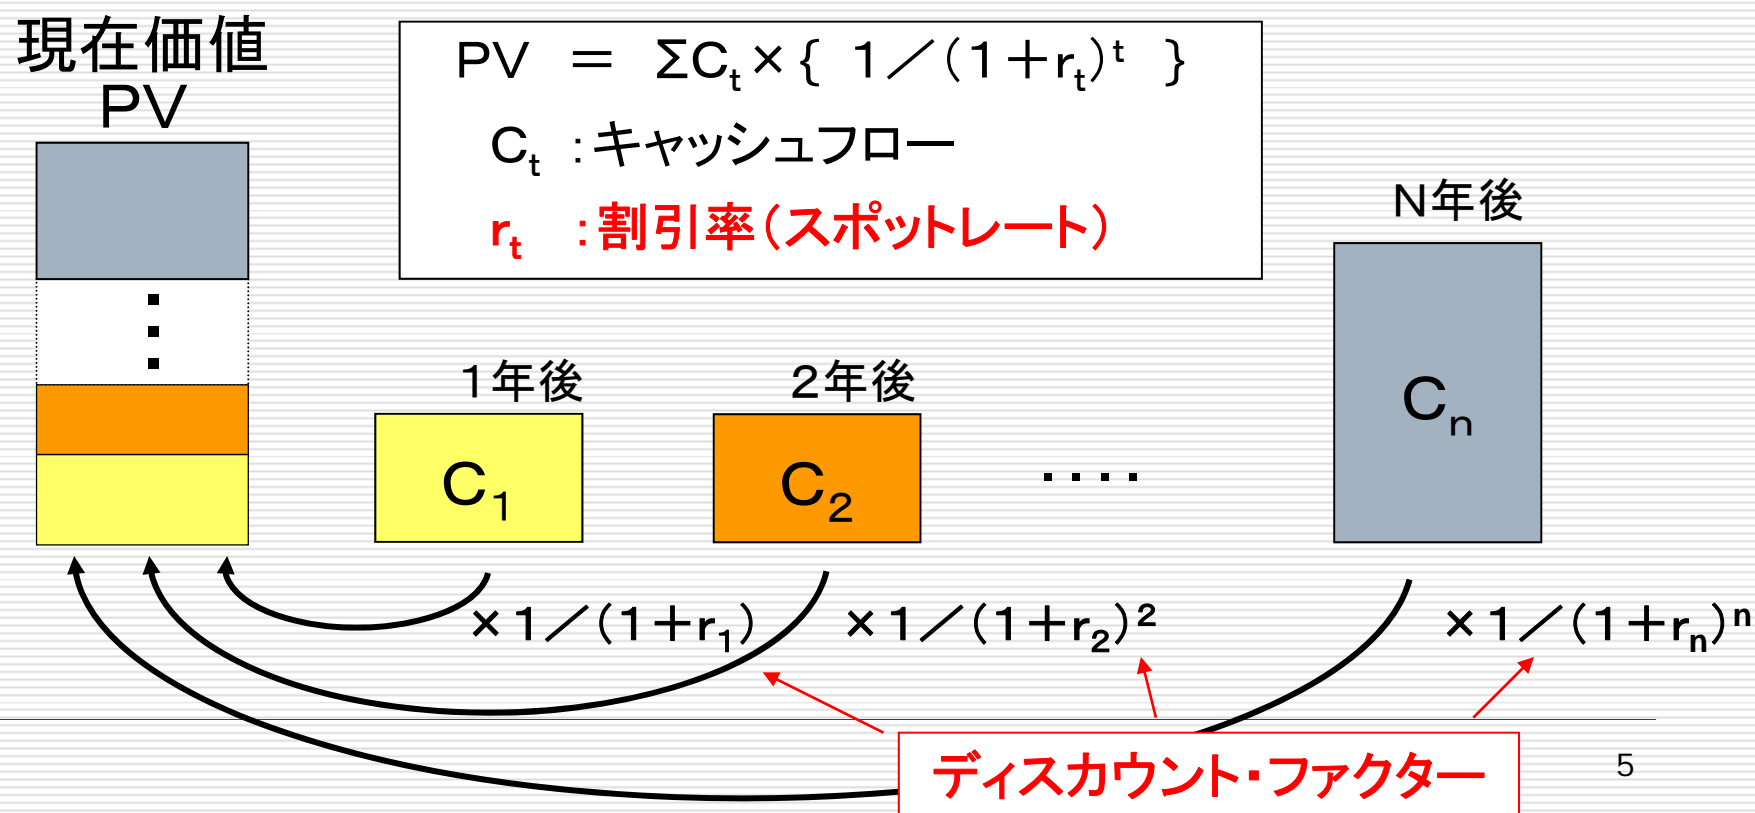 現在価値
PV
PV = ΣCt×{ 1/(1+rt)t }
Ct :キャッシュフロー
rt :割引率(スポットレート)
N年後
1年後
2年後
Cn
C1
C2
・・・・
×1/(1+r1)
×1/(1+r2)2
×1/(1+rn)n
ディスカウント・ファクター
5